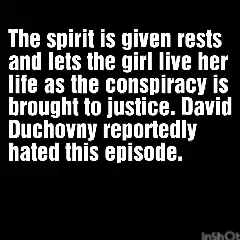 The spirit is given rests
and lets the girl live her
life as the conspiracy is
brought to justice. David
Duchovny reportedly
hated this episode.